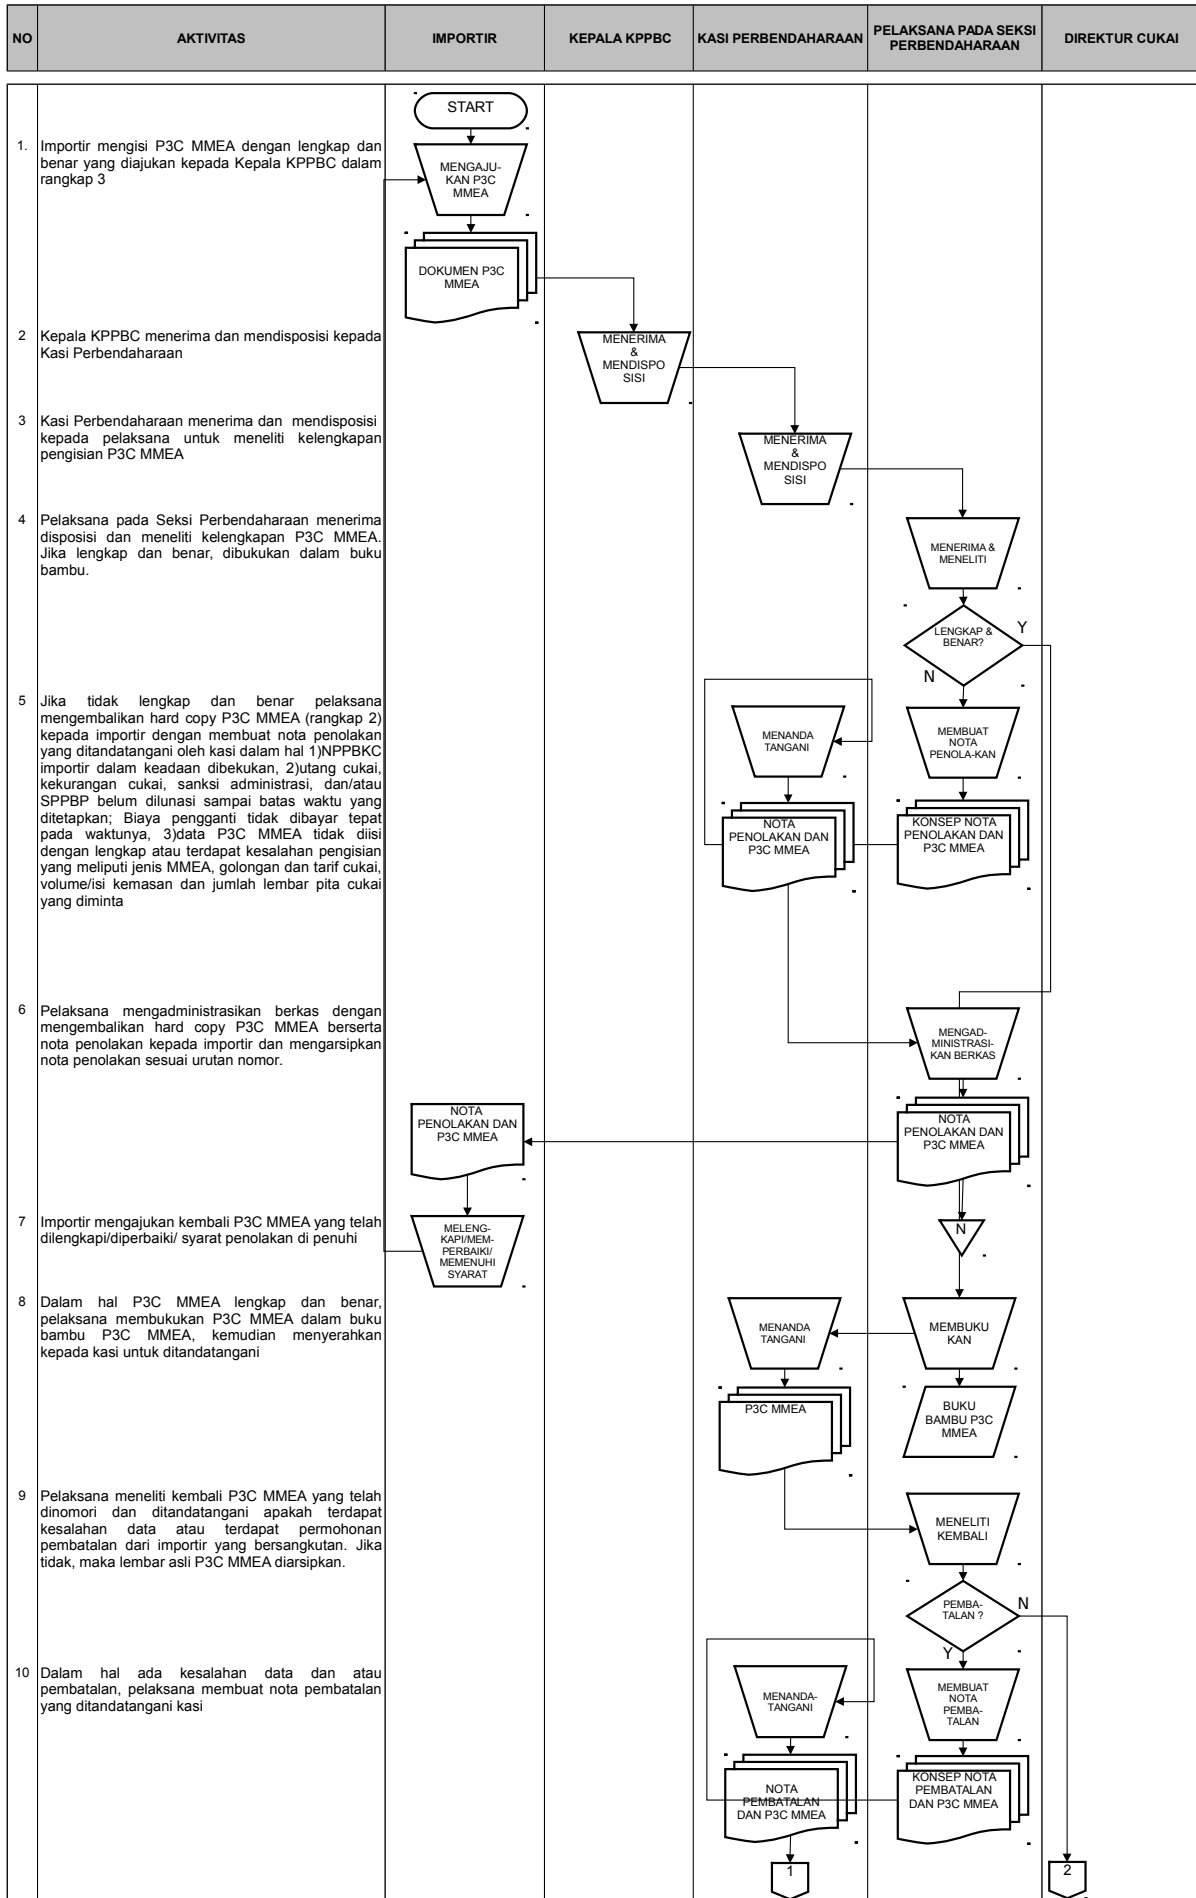 NO
AKTIVITAS
IMPORTIR
KEPALA KPPBC
KASI PERBENDAHARAAN
PELAKSANA PADA SEKSI
PERBENDAHARAAN
DIREKTUR CUKAI
START
1.
Importir mengisi P3C MMEA dengan lengkap dan
benar yang diajukan kepada Kepala KPPBC dalam
rangkap 3
MENGAJU-
KAN P3C
MMEA
DOKUMEN P3C
MMEA
2
Kepala KPPBC menerima dan mendisposisi kepada
Kasi Perbendaharaan
MENERIMA
&
MENDISPO
SISI
3
Kasi Perbendaharaan menerima dan mendisposisi
kepada pelaksana untuk meneliti kelengkapan
pengisian P3C MMEA
MENERIMA
&
MENDISPO
SISI
4
Pelaksana pada Seksi Perbendaharaan menerima
disposisi dan meneliti kelengkapan P3C MMEA.
Jika lengkap dan benar, dibukukan dalam buku
bambu.
MENERIMA &
MENELITI
LENGKAP &
BENAR?
Y
N
5
Jika tidak lengkap dan benar pelaksana
mengembalikan hard copy P3C MMEA (rangkap 2)
kepada importir dengan membuat nota penolakan
yang ditandatangani oleh kasi dalam hal 1)NPPBKC
importir dalam keadaan dibekukan, 2)utang cukai,
kekurangan cukai, sanksi administrasi, dan/atau
SPPBP belum dilunasi sampai batas waktu yang
ditetapkan; Biaya pengganti tidak dibayar tepat
pada waktunya, 3)data P3C MMEA tidak diisi
dengan lengkap atau terdapat kesalahan pengisian
yang meliputi jenis MMEA, golongan dan tarif cukai,
volume/isi kemasan dan jumlah lembar pita cukai
yang diminta
MENANDA
TANGANI
MEMBUAT
NOTA
PENOLA-KAN
NOTA
PENOLAKAN DAN
P3C MMEA
KONSEP NOTA
PENOLAKAN DAN
P3C MMEA
6
Pelaksana mengadministrasikan berkas dengan
mengembalikan hard copy P3C MMEA berserta
nota penolakan kepada importir dan mengarsipkan
nota penolakan sesuai urutan nomor.
MENGAD-
MINISTRASI-
KAN BERKAS
NOTA
PENOLAKAN DAN
P3C MMEA
NOTA
PENOLAKAN DAN
P3C MMEA
7
Importir mengajukan kembali P3C MMEA yang telah
dilengkapi/diperbaiki/ syarat penolakan di penuhi
MELENG-
KAPI/MEM-
PERBAIKI/
MEMENUHI
SYARAT
N
8
Dalam hal P3C MMEA lengkap dan benar,
pelaksana membukukan P3C MMEA dalam buku
bambu P3C MMEA, kemudian menyerahkan
kepada kasi untuk ditandatangani
MENANDA
TANGANI
MEMBUKU
KAN
P3C MMEA
BUKU
BAMBU P3C
MMEA
9
Pelaksana meneliti kembali P3C MMEA yang telah
dinomori dan ditandatangani apakah terdapat
kesalahan data atau terdapat permohonan
pembatalan dari importir yang bersangkutan. Jika
tidak, maka lembar asli P3C MMEA diarsipkan.
MENELITI
KEMBALI
PEMBA-
TALAN ?
N
Y
10
Dalam hal ada kesalahan data dan atau
pembatalan, pelaksana membuat nota pembatalan
yang ditandatangani kasi
MENANDA-
TANGANI
MEMBUAT
NOTA
PEMBA-
TALAN
NOTA
PEMBATALAN
DAN P3C MMEA
KONSEP NOTA
PEMBATALAN
DAN P3C MMEA
1
2